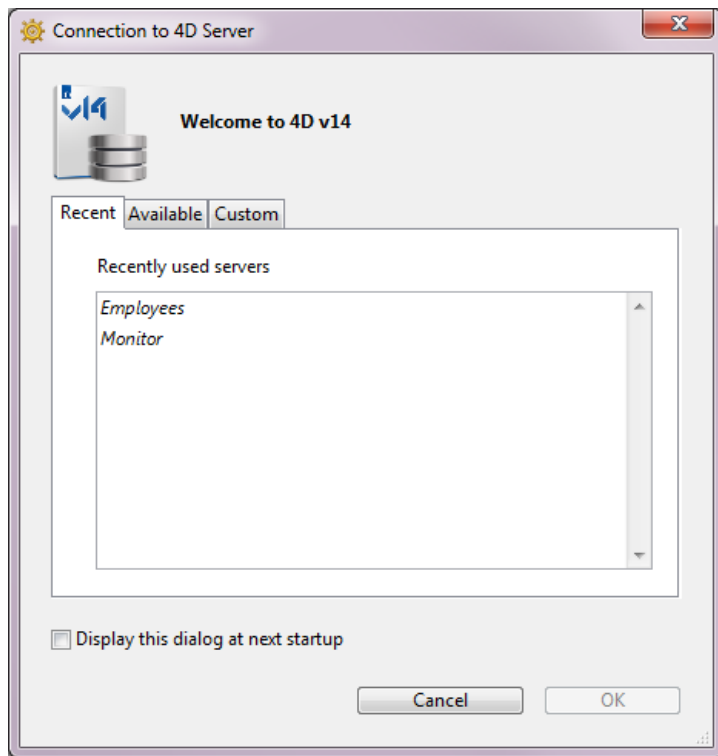 Connection to 4D Server
v14
Welcome to 4D v14
Recent Available Custom
Recently used servers
Employees
Monitor
Display this dialog at next startup
Cancel OK